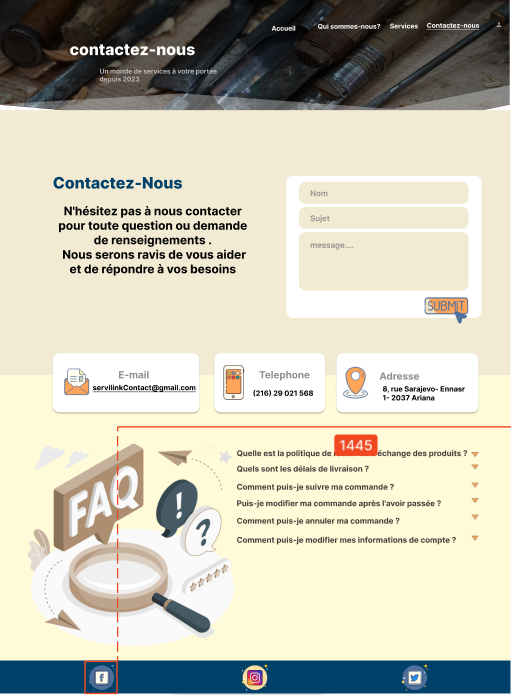 Accueil
Qui sommes-nous?
Services
Contactez-nous
contactez-nous
Un monde de services à votre portée
depuis 2023
Contactez-Nous
N'hésitez pas à nous contacter
pour toute question ou demande
de renseignements .
Nous serons ravis de vous aider
et de répondre à vos besoins
Nom
Sujet
message....
SUBMIT
E-mail
servilinkContact@gmail.com
Telephone
(216) 29 021 568
Adresse
8, rue Sarajevo- Ennasr
1- 2037 Ariana
1445
Quelle est la politique de échange des produits ?
Quels sont les délais de livraison ?
Comment puis-je suivre ma commande ?
Puis-je modifier ma commande après l'avoir passée ?
Comment puis-je annuler ma commande ?
Comment puis-je modifier mes informations de compte ?
FAQ
!
?